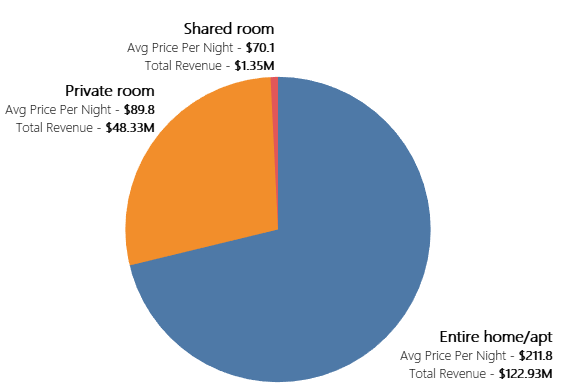 Shared room
Avg Price Per Night - $70.1
Total Revenue - $1.35M
Private room
Avg Price Per Night - $89.8
Total Revenue - $48.33M
Entire home/apt
Avg Price Per Night - $211.8
Total Revenue - $122.93M